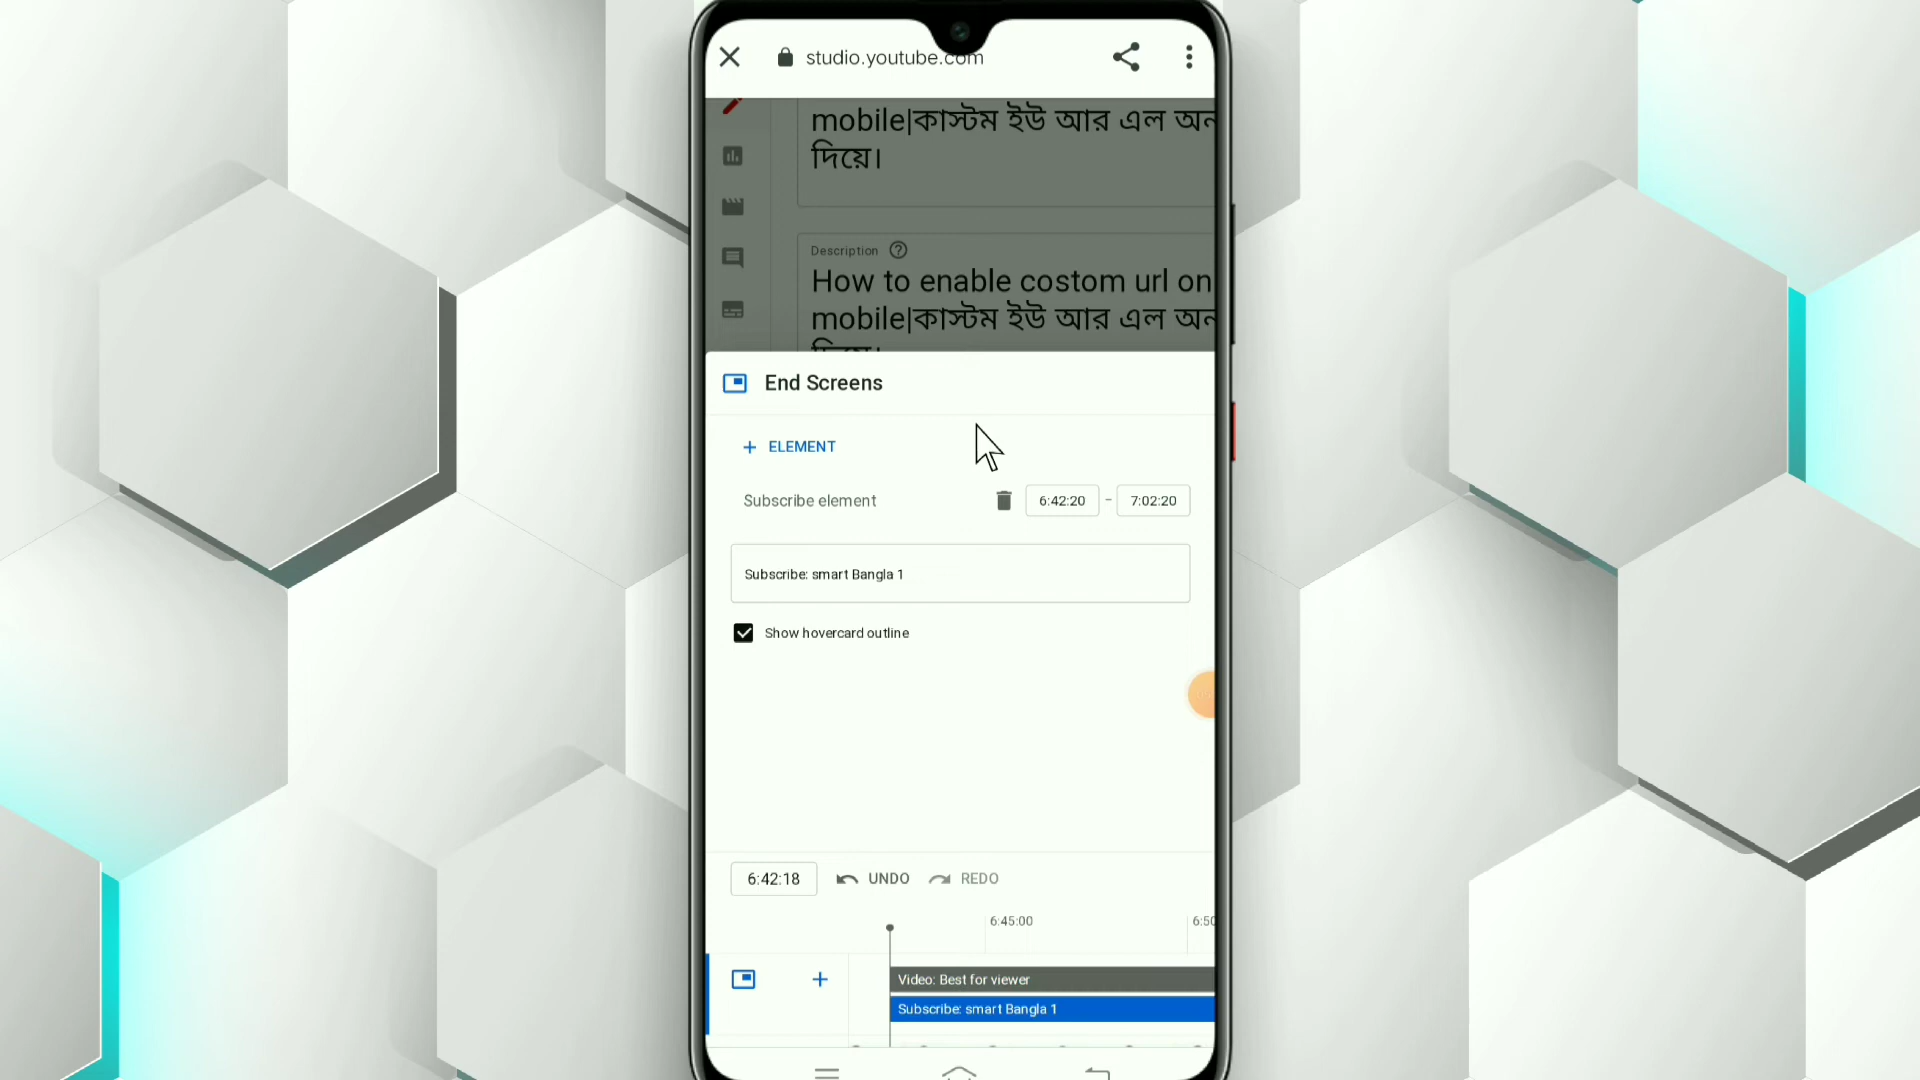 studio.youtube.com
mobile|কাস্টম ইউ আর এল অন
দিয়ে।
Description
How to enable costom url on
mobile|কাস্টম ইউ আর এল অন
End Screens
+ ELEMENT
Subscribe element 6:42:20 - 7:02:20
Subscribe: smart Bangla 1
Show hovercard outline
6:42:18 UNDO REDO
6:45:00
Video: Best for viewer
Subscribe: smart Bangla 1